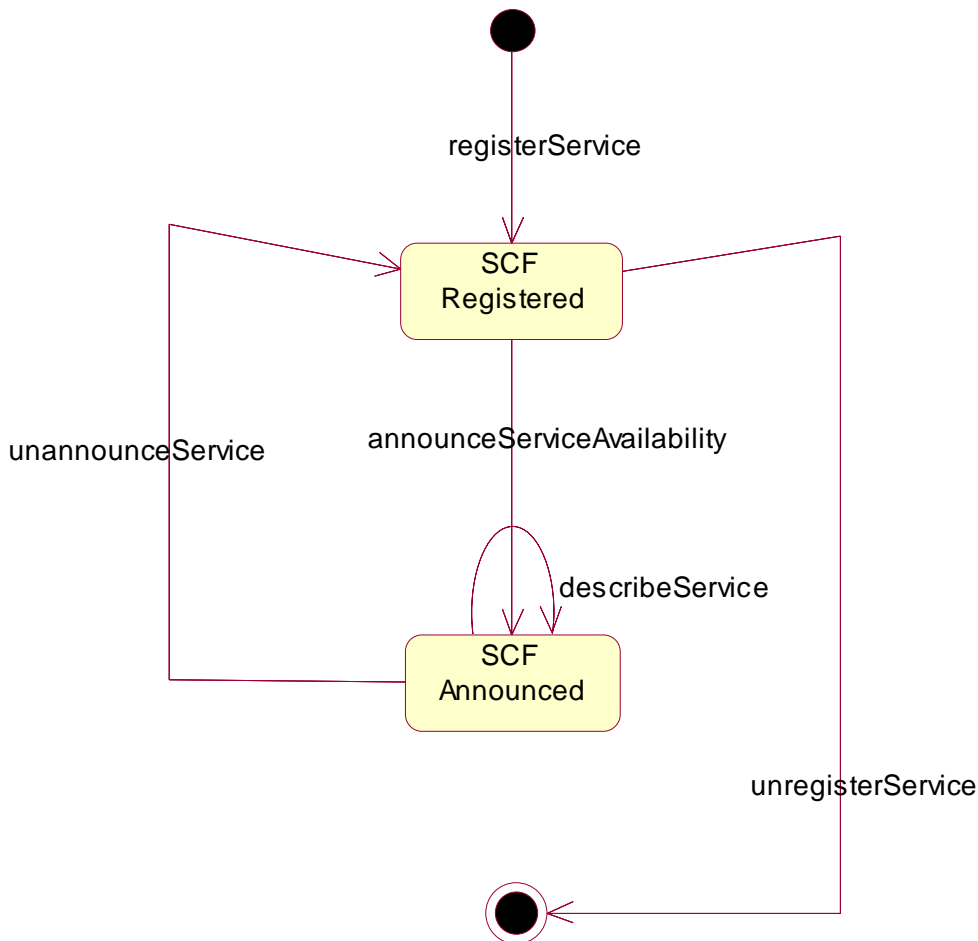 registerService
SCF
Registered
unannounceService
announceServiceAvailability
describeService
SCF
Announced
unregisterService